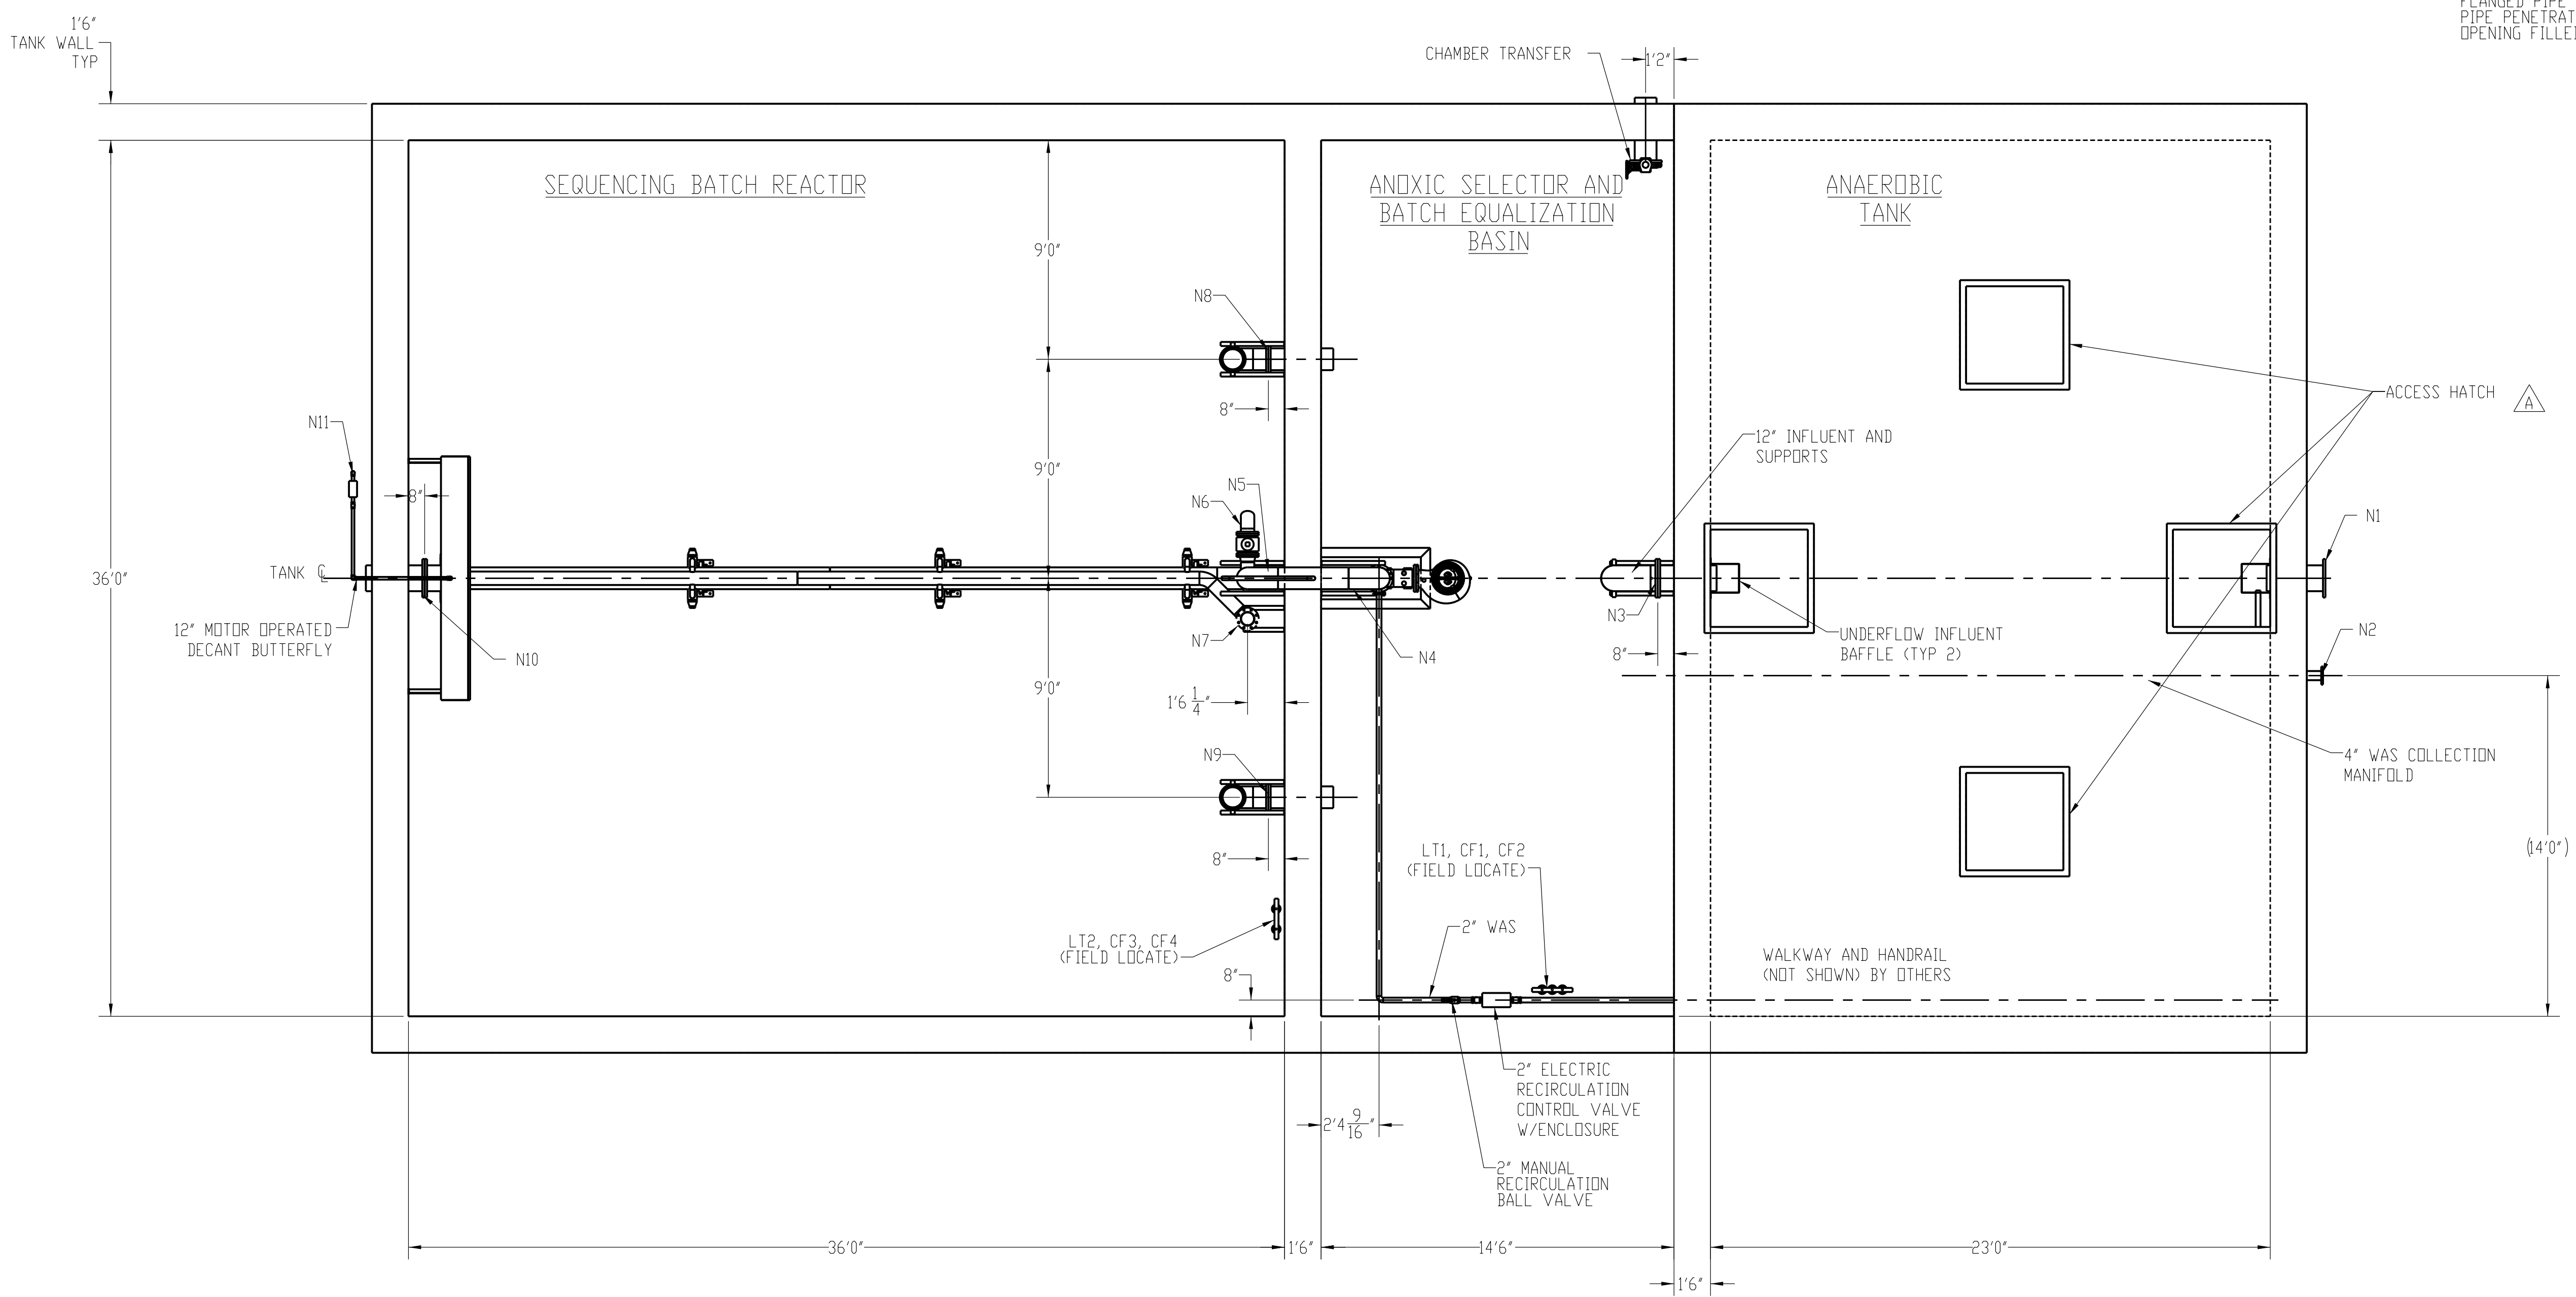 1'6"
TANK WALL
TYP
CHAMBER TRANSFER
1'2"
PIPE PENETRAT
OPENING FILLE
SEQUENCING BATCH REACTOR
ANOXIC SELECTOR AND
BATCH EQUALIZATION
BASIN
ANAEROBIC
TANK
9'0"
N8
8"
ACCESS HATCH
A
N11
12" INFLUENT AND
SUPPORTS
9'0"
N5
N6
8"
N1
TANK ℄
36'0"
12" MOTOR OPERATED
DECANT BUTTERFLY
N10
N7
N4
N3
8"
UNDERFLOW INFLUENT
BAFFLE (TYP 2)
N2
9'0"
1'6 1/4"
N9
4" WAS COLLECTION
MANIFOLD
8"
LT1, CF1, CF2
(FIELD LOCATE)
(14'0")
LT2, CF3, CF4
(FIELD LOCATE)
2" WAS
8"
WALKWAY AND HANDRAIL
(NOT SHOWN) BY OTHERS
2" ELECTRIC
RECIRCULATION
CONTROL VALVE
W/ENCLOSURE
2'4 9/16"
2" MANUAL
RECIRCULATION
BALL VALVE
36'0"
1'6"
14'6"
23'0"
1'6"